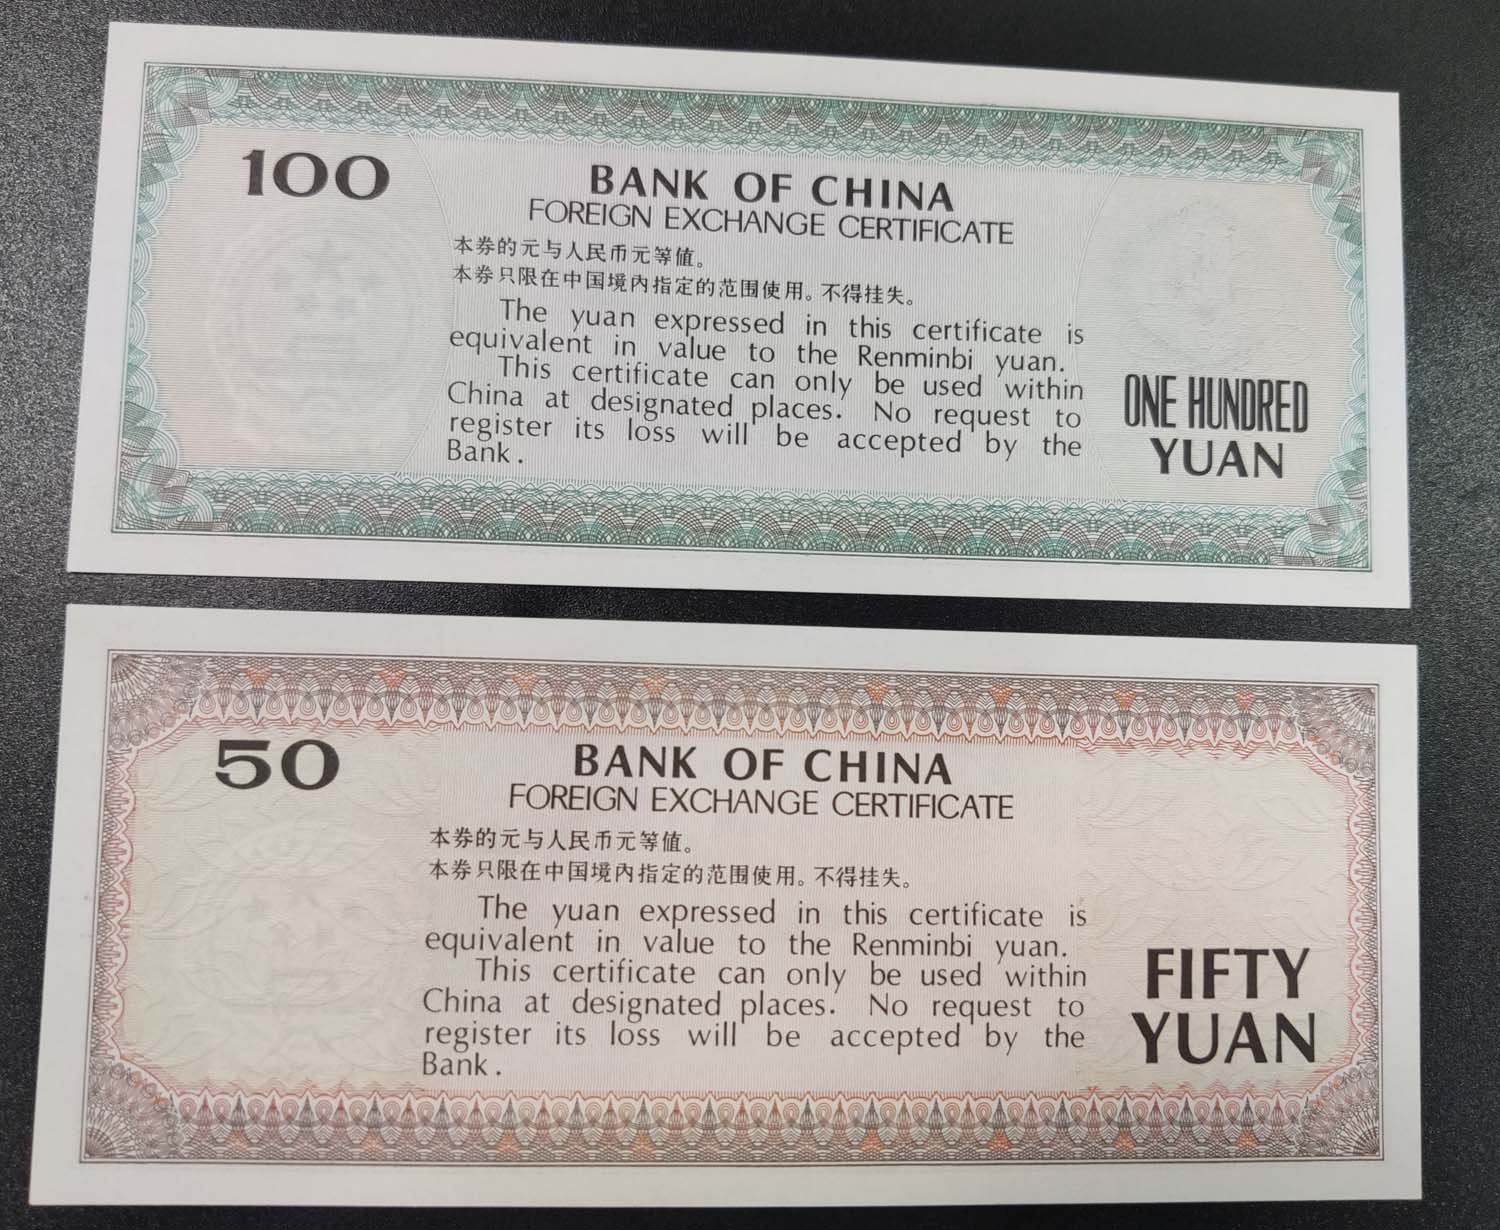 100
BANK OF CHINA
FOREIGN EXCHANGE CERTIFICATE
本券的元与人民币元等值。
本券只限在中国境内指定的范围使用。不得挂失。
The yuan expressed in this certificate is
equivalent in value to the Renminbi yuan.
This certificate can only be used within
China at designated places. No request to
register its loss will be accepted by the
Bank.
ONE HUNDRED
YUAN
50
BANK OF CHINA
FOREIGN EXCHANGE CERTIFICATE
本券的元与人民币元等值。
本券只限在中国境内指定的范围使用。不得挂失。
The yuan expressed in this certificate is
equivalent in value to the Renminbi yuan.
This certificate can only be used within
China at designated places. No request to
register its loss will be accepted by the
Bank.
FIFTY
YUAN